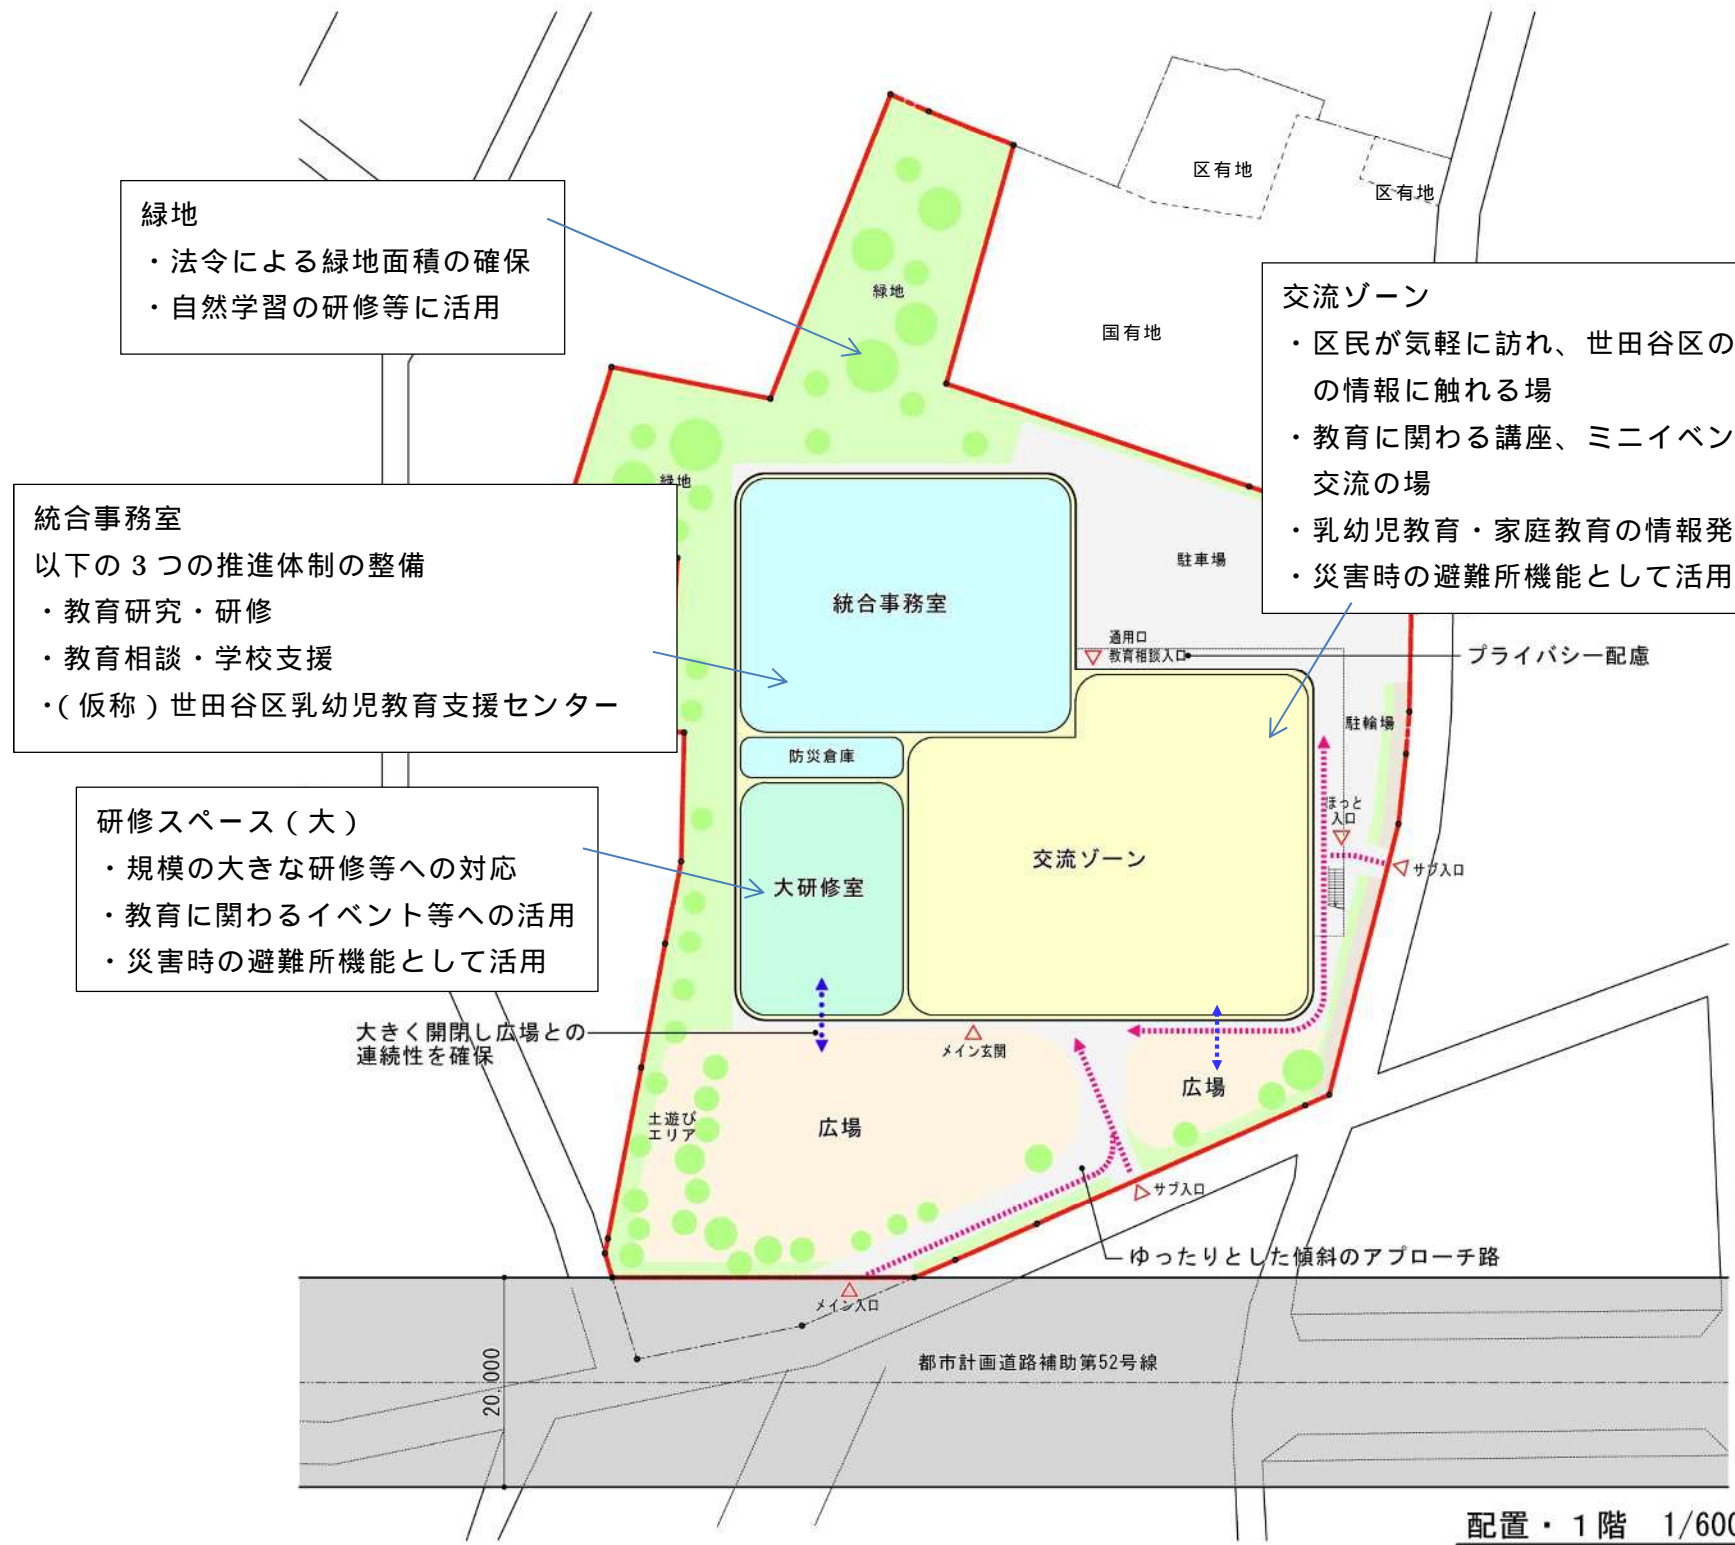 区有地
区有地
国有地
緑地
・法令による緑地面積の確保
・自然学習の研修等に活用
緑地
緑地
交流ゾーン
・区民が気軽に訪れ、世田谷区の
の情報に触れる場
・教育に関わる講座、ミニイベン
交流の場
・乳幼児教育・家庭教育の情報発
・災害時の避難所機能として活用
統合事務室
以下の3つの推進体制の整備
・教育研究・研修
・教育相談・学校支援
・(仮称)世田谷区乳幼児教育支援センター
統合事務室
駐車場
通用口
教育相談入口
プライバシー配慮
駐輪場
防災倉庫
研修スペース(大)
・規模の大きな研修等への対応
・教育に関わるイベント等への活用
・災害時の避難所機能として活用
大研修室
交流ゾーン
ほっと
入口
サブ入口
大きく開閉し広場との
連続性を確保
メイン玄関
広場
土遊び
エリア
広場
サブ入口
ゆったりとした傾斜のアプローチ路
メイン入口
都市計画道路補助第52号線
20,000
配置・1階 1/600